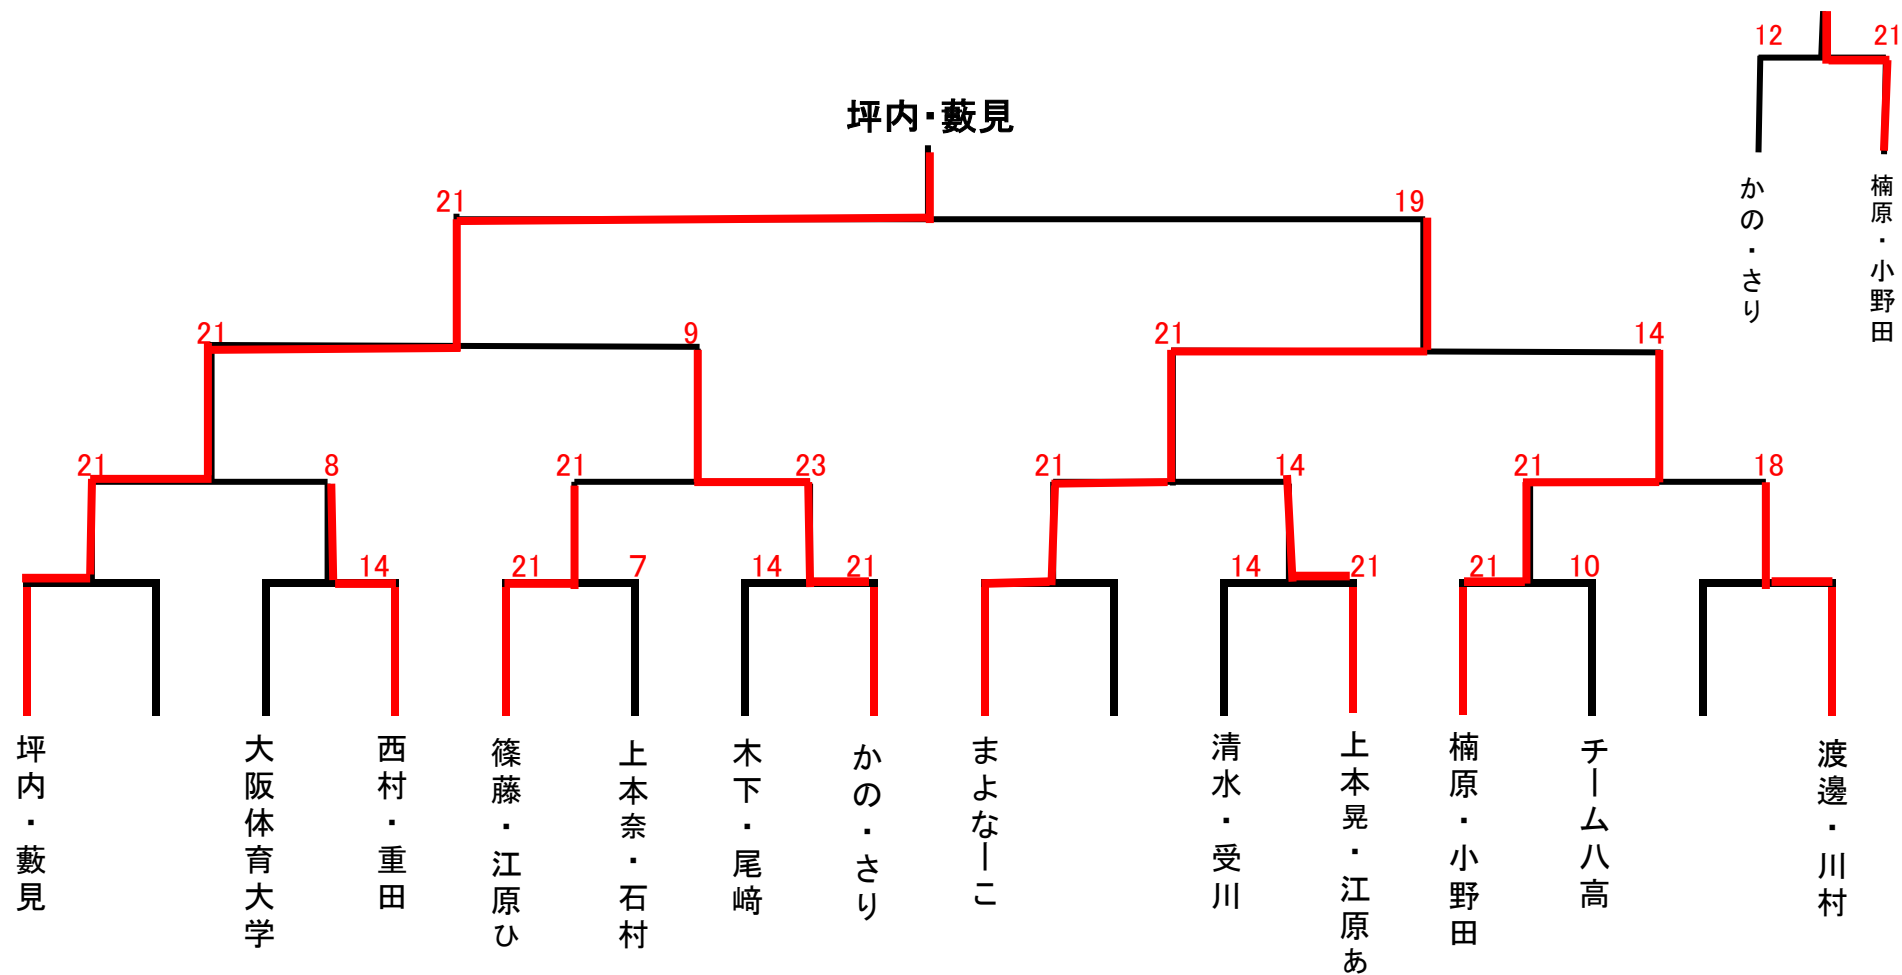 12 21
坪内・藪見
かの・さり
楠原・小野田
21 19
21 9 21 14
21 8 21 23 21 14 21 18
14 21 7 14 21 14 21 21 10
坪内・藪見
大阪体育大学
西村・重田
篠藤・江原ひ
上本奈・石村
木下・尾﨑
かの・さり
まよなーこ
清水・受川
上本晃・江原あ
楠原・小野田
チーム八高
渡邊・川村